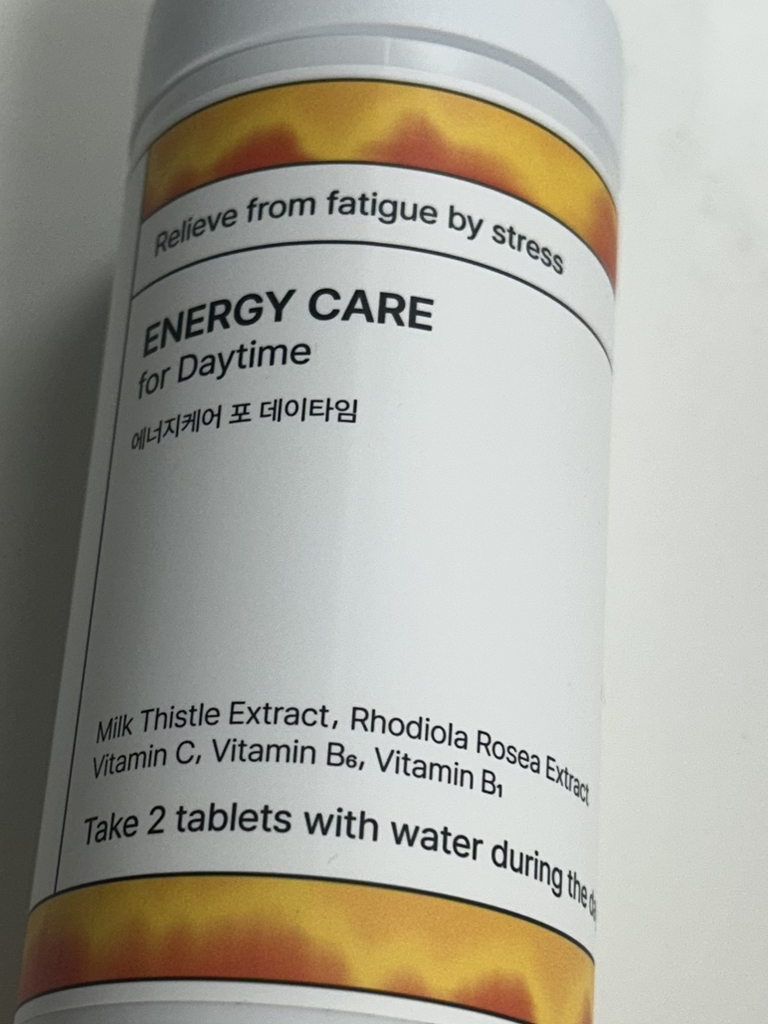 Relieve from fatigue by stress
ENERGY CARE
for Daytime
에너지케어 포 데이타임
Milk Thistle Extract, Rhodiola Rosea Extract
Vitamin C, Vitamin B₆, Vitamin B₁
Take 2 tablets with water during the